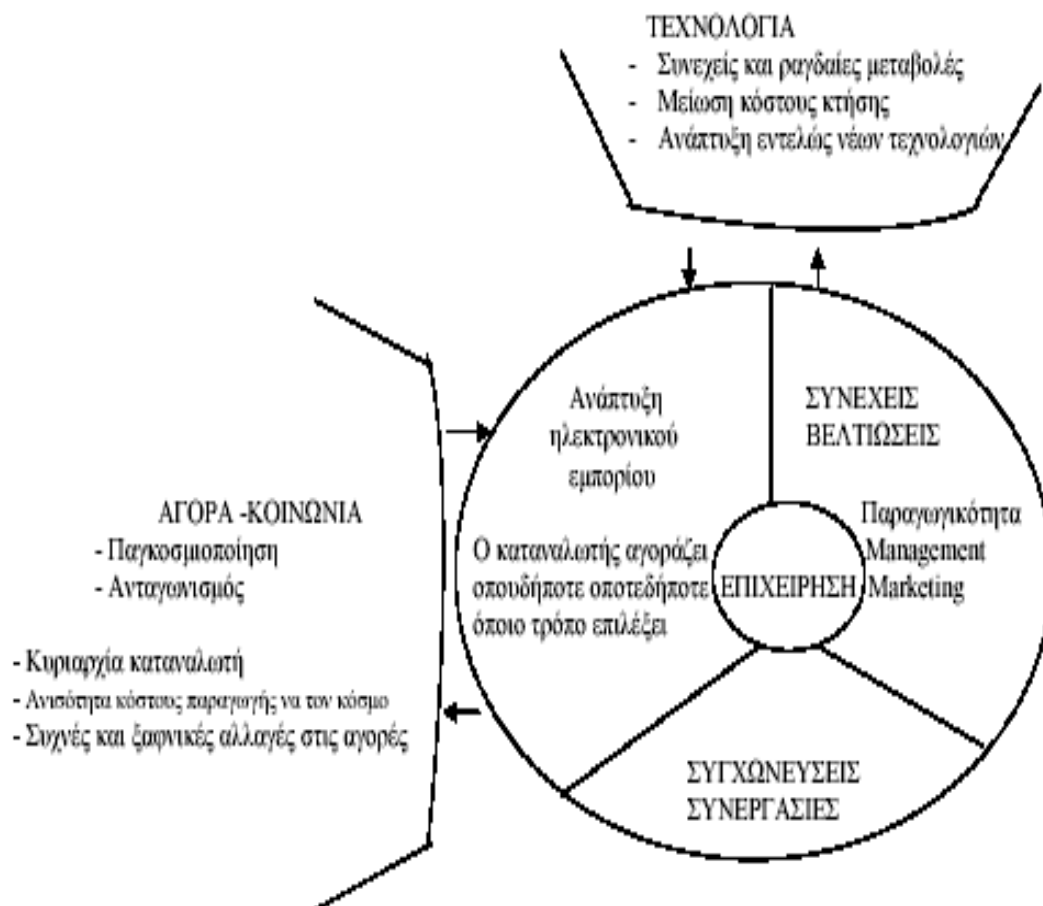 ΤΕΧΝΟΛΟΓΙΑ
- Συνεχείς και ραγδαίες μεταβολές
- Μείωση κόστους κτήσης
- Ανάπτυξη εντελώς νέων τεχνολογιών
ΑΓΟΡΑ -ΚΟΙΝΩΝΙΑ
- Παγκοσμιοποίηση
- Ανταγωνισμός
- Κυριαρχία καταναλωτή
- Ανισότητα κόστους παραγωγής να τον κόσμο
- Συχνές και ξαφνικές αλλαγές στις αγορές
Ανάπτυξη
ηλεκτρονικού
εμπορίου
Ο καταναλωτής αγοράζει
οπουδήποτε οποτεδήποτε
όποιο τρόπο επιλέξει
ΕΠΙΧΕΙΡΗΣΗ
ΣΥΝΕΧΕΙΣ
ΒΕΛΤΙΩΣΕΙΣ
Παραγωγικότητα
Management
Marketing
ΣΥΓΧΩΝΕΥΣΕΙΣ
ΣΥΝΕΡΓΑΣΙΕΣ